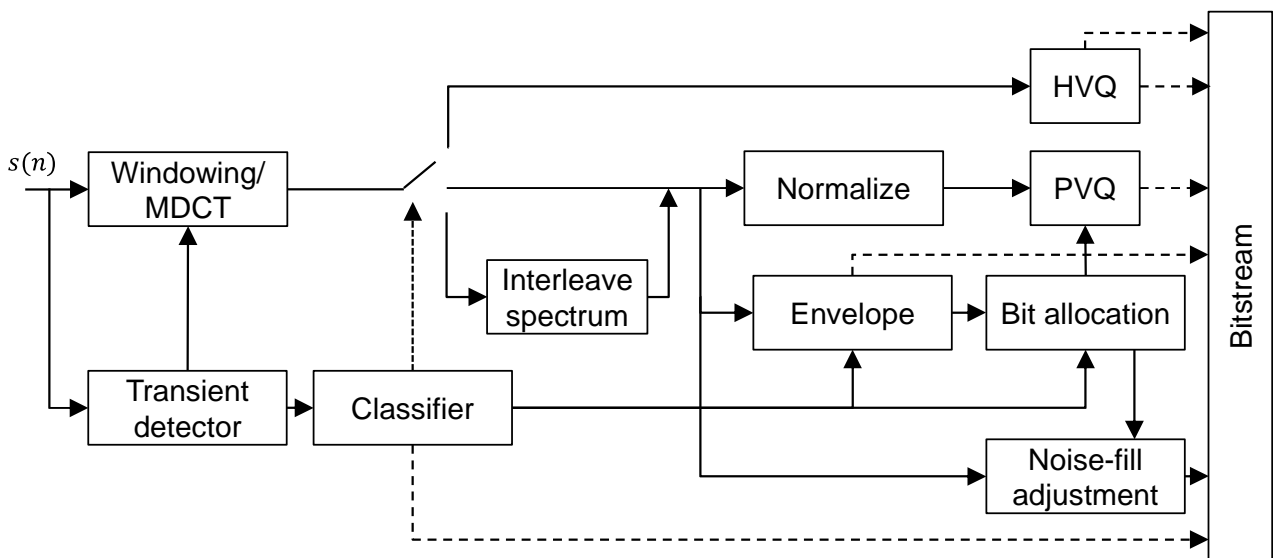 HVQ
s(n)
Windowing/
MDCT
Normalize
PVQ
Interleave
spectrum
Envelope
Bit allocation
Bitstream
Transient
detector
Classifier
Noise-fill
adjustment